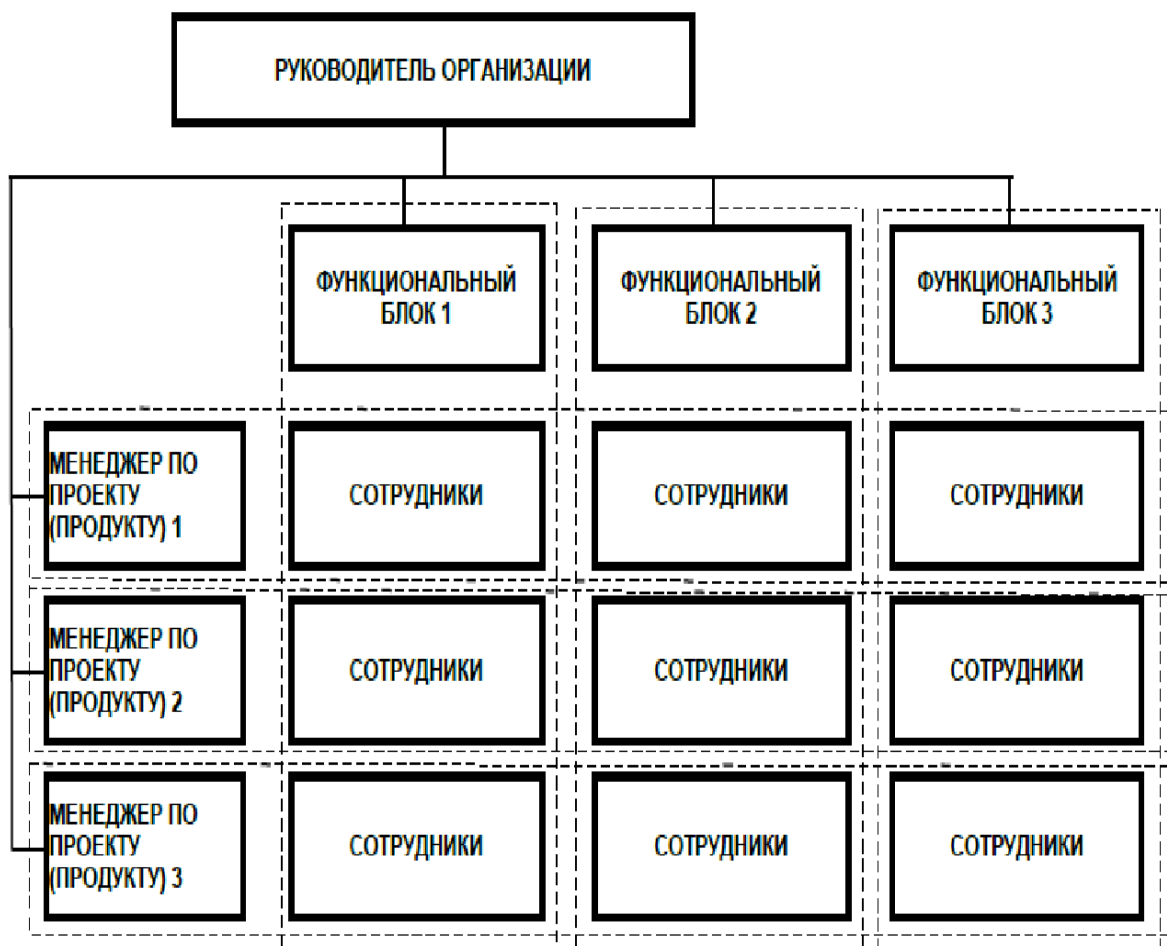 РУКОВОДИТЕЛЬ ОРГАНИЗАЦИИ
ФУНКЦИОНАЛЬНЫЙ
БЛОК 1
ФУНКЦИОНАЛЬНЫЙ
БЛОК 2
ФУНКЦИОНАЛЬНЫЙ
БЛОК 3
МЕНЕДЖЕР ПО
ПРОЕКТУ
(ПРОДУКТУ) 1
СОТРУДНИКИ
СОТРУДНИКИ
СОТРУДНИКИ
МЕНЕДЖЕР ПО
ПРОЕКТУ
(ПРОДУКТУ) 2
СОТРУДНИКИ
СОТРУДНИКИ
СОТРУДНИКИ
МЕНЕДЖЕР ПО
ПРОЕКТУ
(ПРОДУКТУ) 3
СОТРУДНИКИ
СОТРУДНИКИ
СОТРУДНИКИ